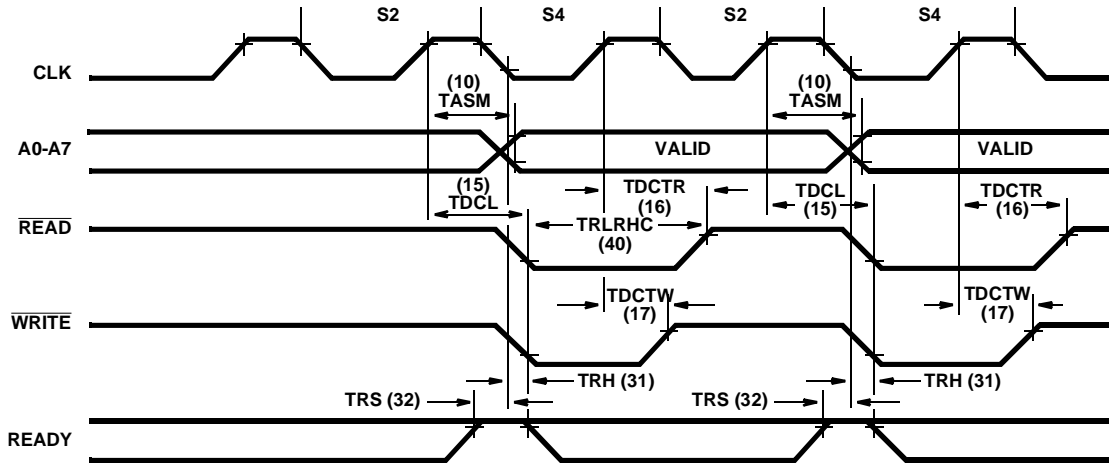 S2 S4 S2 S4
CLK
(10)
TASM
(10)
TASM
A0-A7
VALID
VALID
(15)
TDCL
TDCTR
(16)
TDCL
(15)
TDCTR
(16)
READ
TRLRHC
(40)
TDCTW
(17)
TDCTW
(17)
WRITE
TRH (31)
TRH (31)
TRS (32)
TRS (32)
READY